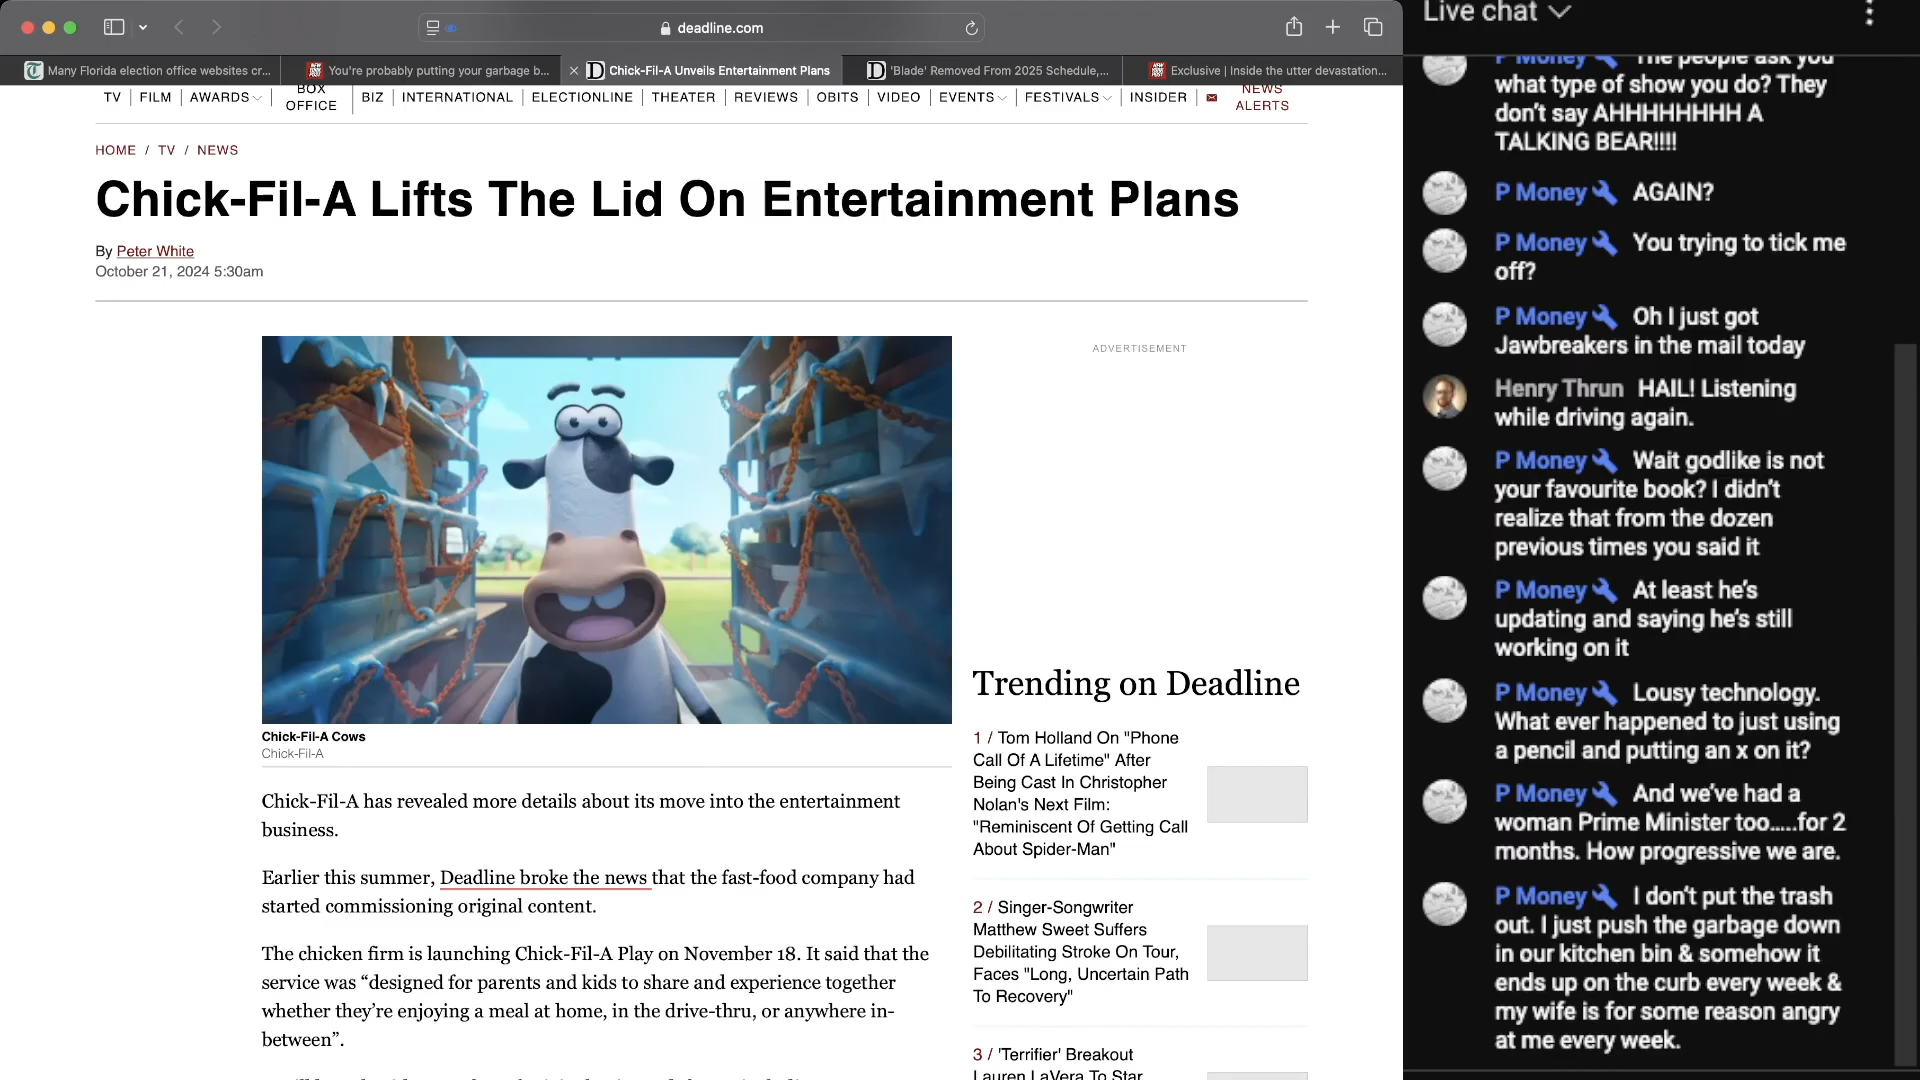 deadline.com
Many Florida election office websites cr...
You're probably putting your garbage b...
Chick-Fil-A Unveils Entertainment Plans
'Blade' Removed From 2025 Schedule,...
Exclusive | Inside the utter devastation...
TV
FILM
AWARDS
BOX
OFFICE
BIZ
INTERNATIONAL
ELECTIONLINE
THEATER
REVIEWS
OBITS
VIDEO
EVENTS
FESTIVALS
INSIDER
NEWS
ALERTS
HOME / TV / NEWS
Chick-Fil-A Lifts The Lid On Entertainment Plans
By Peter White
October 21, 2024 5:30am
Chick-Fil-A Cows
Chick-Fil-A
Chick-Fil-A has revealed more details about its move into the entertainment
business.
Earlier this summer, Deadline broke the news that the fast-food company had
started commissioning original content.
The chicken firm is launching Chick-Fil-A Play on November 18. It said that the
service was “designed for parents and kids to share and experience together
whether they’re enjoying a meal at home, in the drive-thru, or anywhere in-
between”.
ADVERTISEMENT
Trending on Deadline
1 / Tom Holland On "Phone
Call Of A Lifetime" After
Being Cast In Christopher
Nolan's Next Film:
"Reminiscent Of Getting Call
About Spider-Man"
2 / Singer-Songwriter
Matthew Sweet Suffers
Debilitating Stroke On Tour,
Faces "Long, Uncertain Path
To Recovery"
3 / 'Terrifier' Breakout
Lauren LaVera To Star
Live chat
P Money The people ask you
what type of show you do? They
don't say AHHHHHHHH A
TALKING BEAR!!!!
P Money AGAIN?
P Money You trying to tick me
off?
P Money Oh I just got
Jawbreakers in the mail today
Henry Thrun HAIL! Listening
while driving again.
P Money Wait godlike is not
your favourite book? I didn't
realize that from the dozen
previous times you said it
P Money At least he's
updating and saying he's still
working on it
P Money Lousy technology.
What ever happened to just using
a pencil and putting an x on it?
P Money And we've had a
woman Prime Minister too.....for 2
months. How progressive we are.
P Money I don't put the trash
out. I just push the garbage down
in our kitchen bin & somehow it
ends up on the curb every week &
my wife is for some reason angry
at me every week.